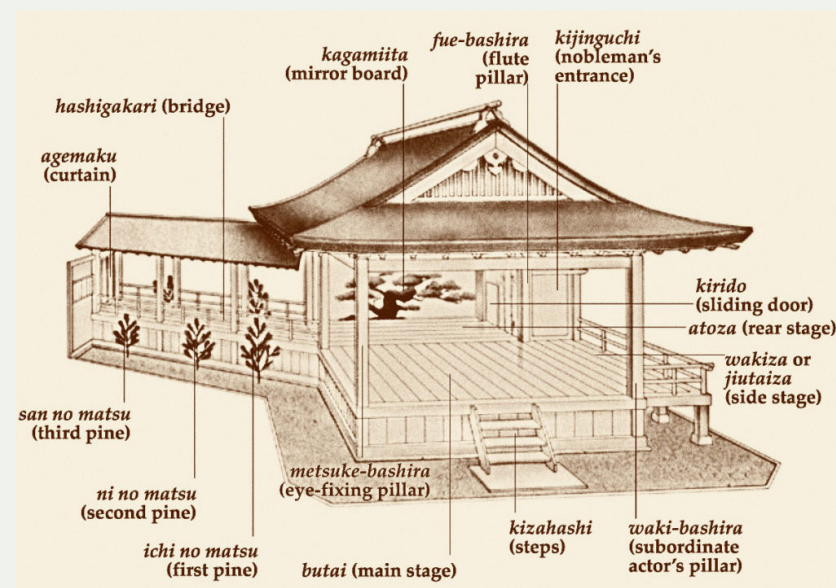 kagamiita
(mirror board)
fue-bashira
(flute
pillar)
kijinguchi
(nobleman's
entrance)
hashigakari (bridge)
agemaku
(curtain)
kirido
(sliding door)
atoza (rear stage)
wakiza or
jiutaiza
(side stage)
san no matsu
(third pine)
ni no matsu
(second pine)
ichi no matsu
(first pine)
metsuke-bashira
(eye-fixing pillar)
butai (main stage)
kizahashi
(steps)
waki-bashira
(subordinate
actor's pillar)